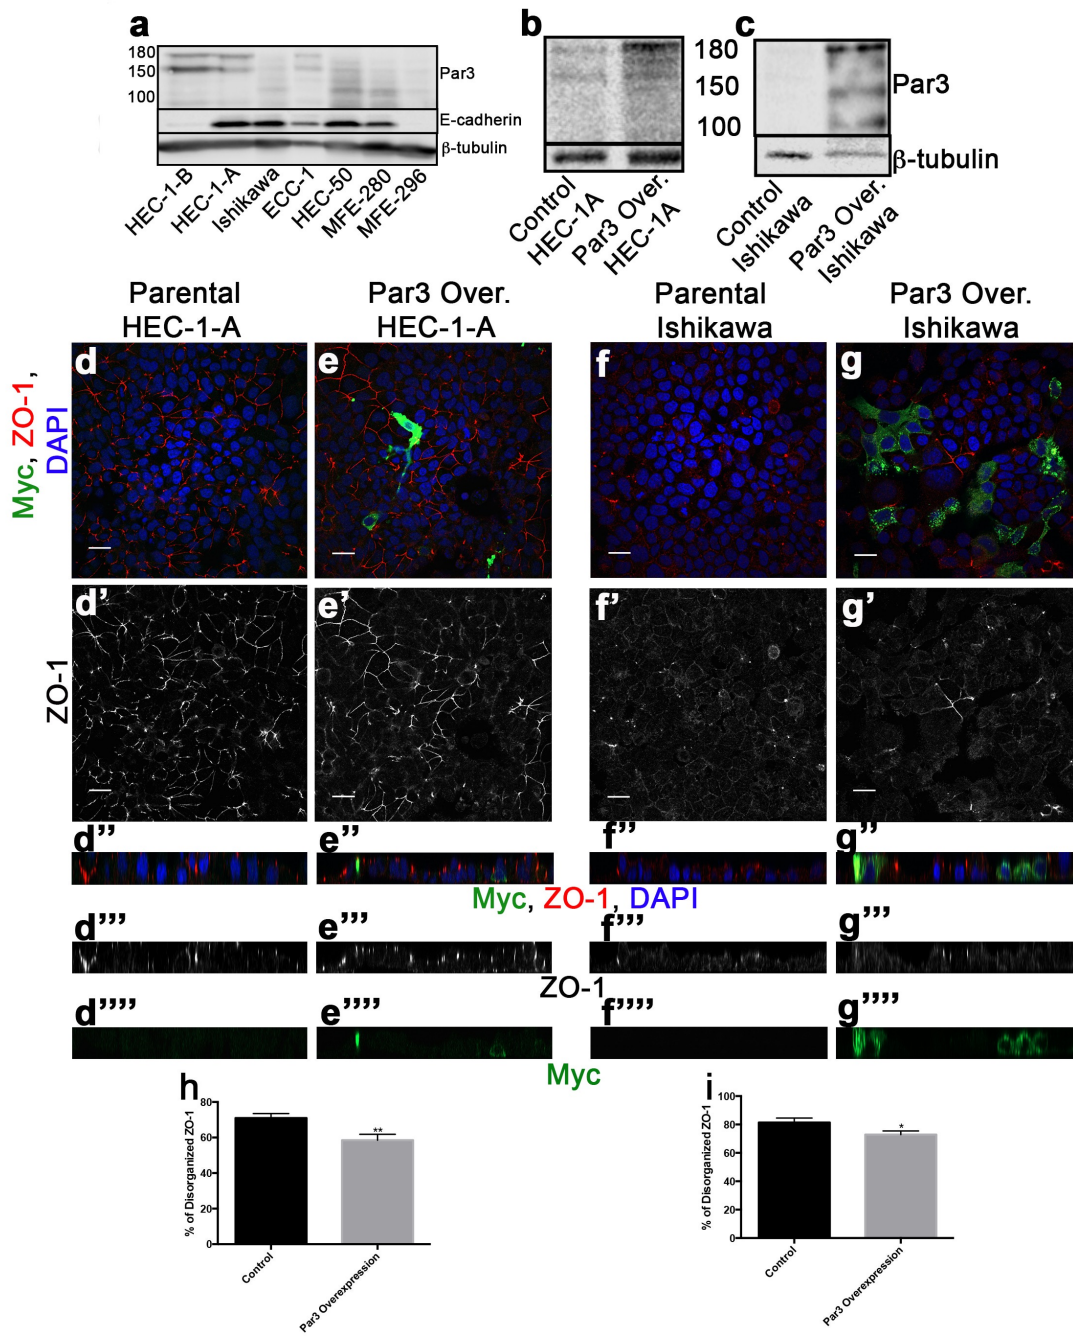 a
180
150
100
Par3
E-cadherin
β-tubulin
HEC-1-B
HEC-1-A
Ishikawa
ECC-1
HEC-50
MFE-280
MFE-296
b
Control
HEC-1A
Par3 Over.
HEC-1A
c
180
150
100
Par3
β-tubulin
Control
Ishikawa
Par3 Over.
Ishikawa
Parental
HEC-1-A
Par3 Over.
HEC-1-A
Parental
Ishikawa
Par3 Over.
Ishikawa
Myc, ZO-1,
DAPI
d
e
f
g
ZO-1
d’
e’
f’
g’
d’’
e’’
f’’
g’’
Myc, ZO-1, DAPI
d’’’
e’’’
f’’’
g’’’
ZO-1
d’’’’
e’’’’
f’’’’
g’’’’
Myc
h
% of Disorganized ZO-1
80
60
40
20
0
**
Control
Par3 Overexpression
i
% of Disorganized ZO-1
100
80
60
40
20
0
*
Control
Par3 Overexpression